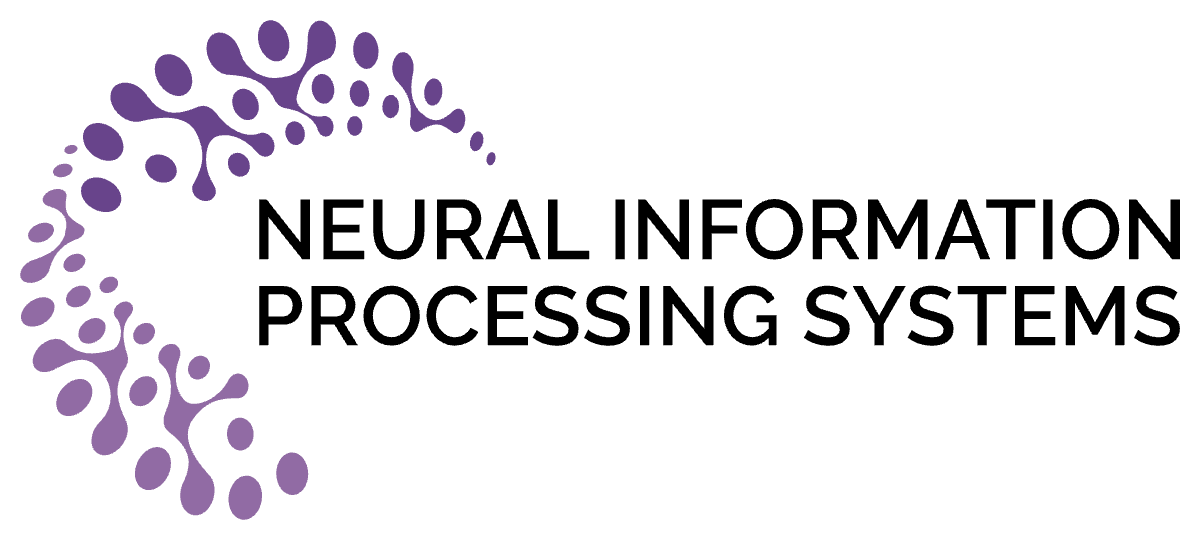 NEURAL INFORMATION
PROCESSING SYSTEMS